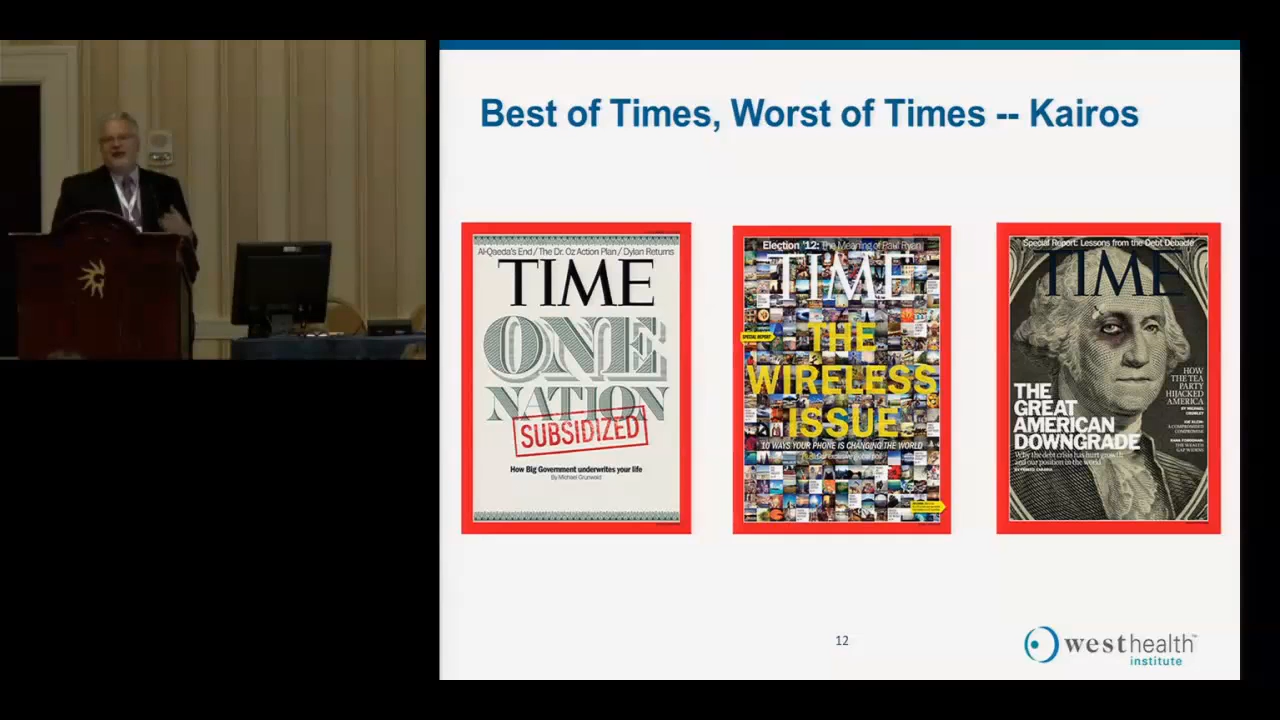 Best of Times, Worst of Times -- Kairos
Al-Qaeda's End / The Dr. Oz Action Plan / Dylan Returns
TIME
ONE
NATION
SUBSIDIZED
How Big Government underwrites your life
By Michael Grunwald
Election '12: The Meaning of Paul Ryan
TIME
SPECIAL REPORT
THE
WIRELESS
ISSUE
10 WAYS YOUR PHONE IS CHANGING THE WORLD
Special Report: Lessons from the Debt Debacle
TIME
THE
GREAT
AMERICAN
DOWNGRADE
Why the debt crisis has hurt growth
and our position in the world
HOW
THE TEA
PARTY
HIJACKED
AMERICA
12
westhealth™
institute